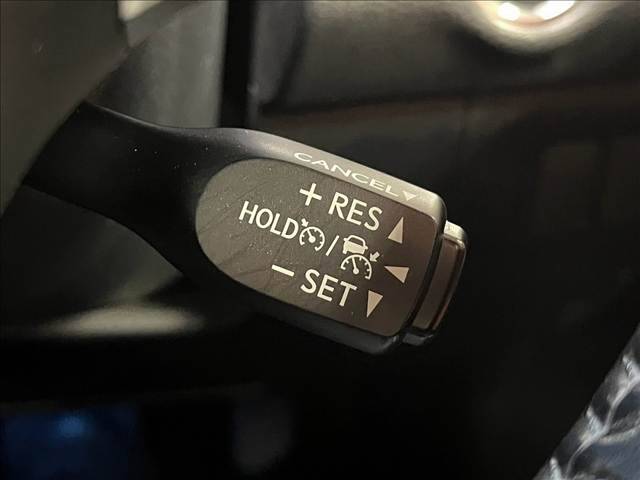 CANCEL▼
+ RES ▲
HOLD / ◀
− SET ▼